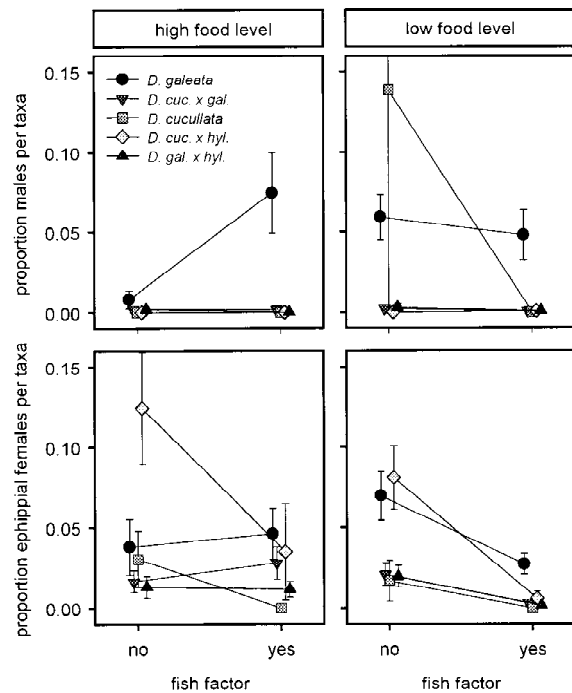 high food level
low food level
proportion males per taxa
0.15
0.10
0.05
0.00
D. galeata
D. cuc. x gal.
D. cucullata
D. cuc. x hyl.
D. gal. x hyl.
proportion ephippial females per taxa
0.15
0.10
0.05
0.00
no yes no yes
fish factor fish factor